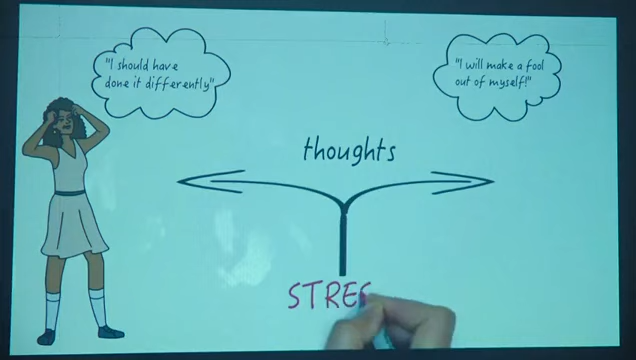 "I should have
done it differently"
"I will make a fool
out of myself!"
thoughts
STRES